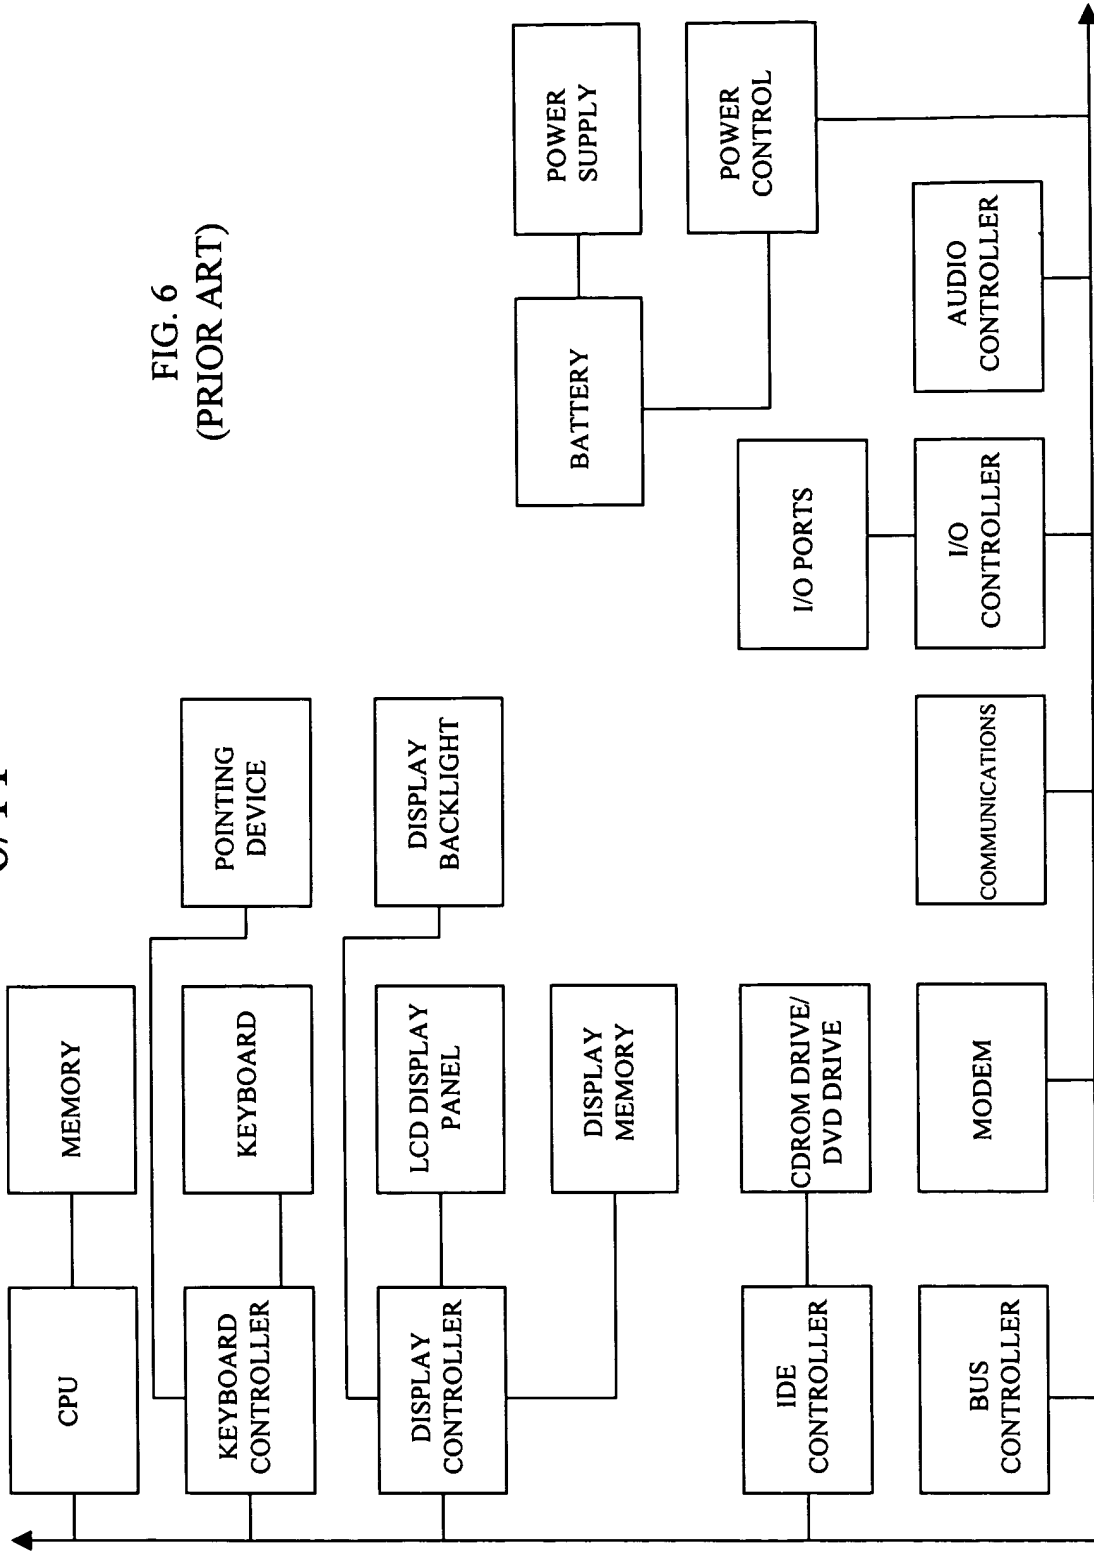 CPU
MEMORY
FIG. 6
(PRIOR ART)
KEYBOARD
CONTROLLER
KEYBOARD
POINTING
DEVICE
DISPLAY
CONTROLLER
LCD DISPLAY
PANEL
DISPLAY
BACKLIGHT
DISPLAY
MEMORY
BATTERY
POWER
SUPPLY
IDE
CONTROLLER
CDROM DRIVE/
DVD DRIVE
I/O PORTS
POWER
CONTROL
BUS
CONTROLLER
MODEM
COMMUNICATIONS
I/O
CONTROLLER
AUDIO
CONTROLLER